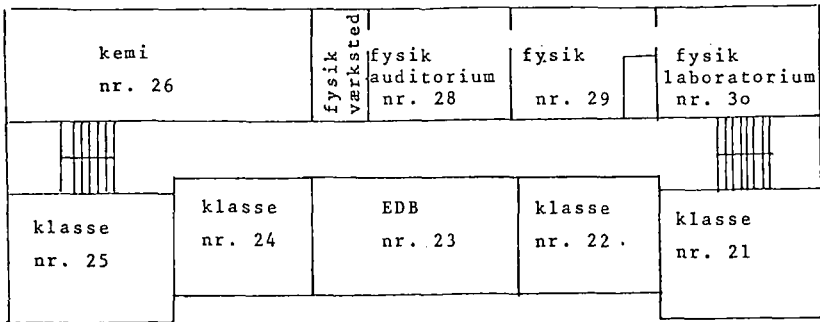 kemi
nr. 26
fysik
værksted
fysik
auditorium
nr. 28
fysik
nr. 29
fysik
laboratorium
nr. 3o
klasse
nr. 25
klasse
nr. 24
EDB
nr. 23
klasse
nr. 22.
klasse
nr. 21